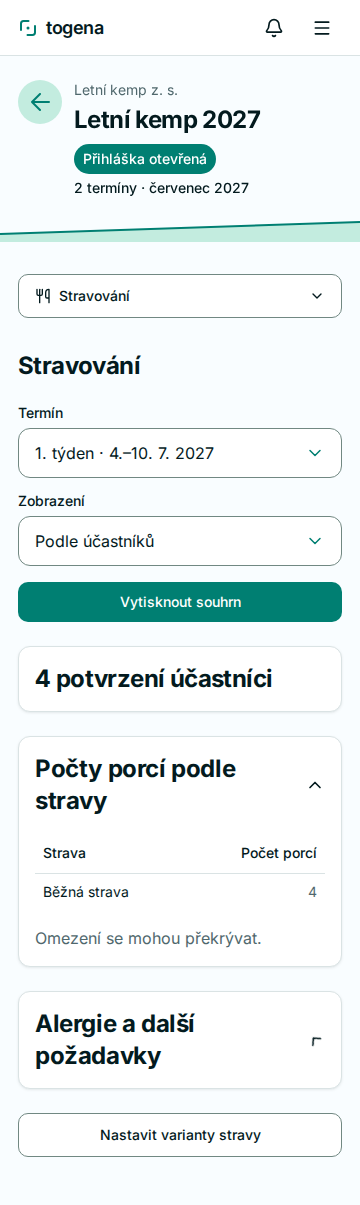 togena
Letní kemp z. s.
Letní kemp 2027
Přihláška otevřená
2 termíny · červenec 2027
Stravování
Stravování
Termín
1. týden · 4.–10. 7. 2027
Zobrazení
Podle účastníků
Vytisknout souhrn
4 potvrzení účastníci
Počty porcí podle
stravy
Strava Počet porcí
Běžná strava 4
Omezení se mohou překrývat.
Alergie a další
požadavky
Nastavit varianty stravy